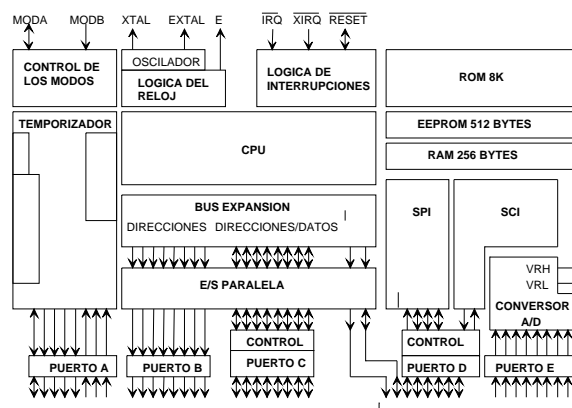 MODA MODB XTAL EXTAL E IRQ XIRQ RESET
CONTROL DE
LOS MODOS
OSCILADOR
LOGICA DEL
RELOJ
LOGICA DE
INTERRUPCIONES
ROM 8K
TEMPORIZADOR
CPU
EEPROM 512 BYTES
RAM 256 BYTES
BUS EXPANSION
DIRECCIONES DIRECCIONES/DATOS
SPI
SCI
E/S PARALELA
VRH
VRL
CONVERSOR
A/D
CONTROL
CONTROL
PUERTO A
PUERTO B
PUERTO C
PUERTO D
PUERTO E